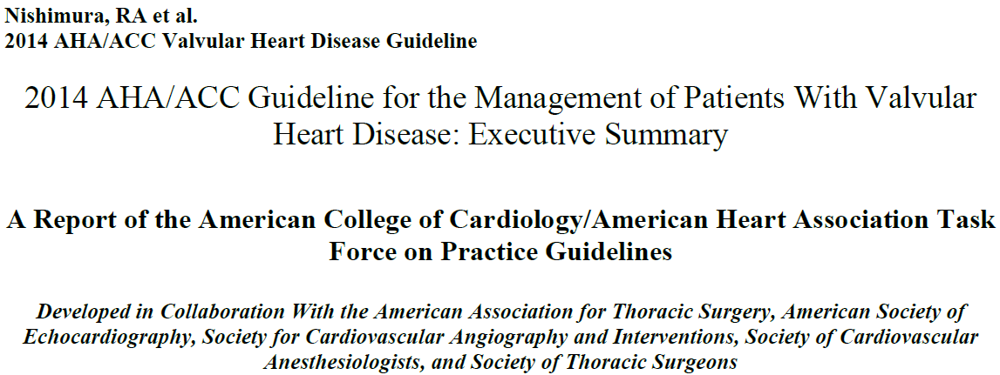 Nishimura, RA et al.
2014 AHA/ACC Valvular Heart Disease Guideline
2014 AHA/ACC Guideline for the Management of Patients With Valvular
Heart Disease: Executive Summary
A Report of the American College of Cardiology/American Heart Association Task
Force on Practice Guidelines
Developed in Collaboration With the American Association for Thoracic Surgery, American Society of
Echocardiography, Society for Cardiovascular Angiography and Interventions, Society of Cardiovascular
Anesthesiologists, and Society of Thoracic Surgeons